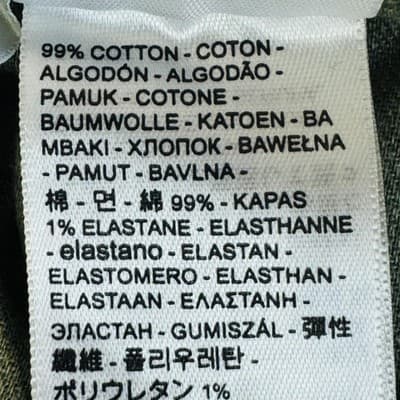 99% COTTON - COTON -
ALGODÓN - ALGODÃO -
PAMUK - COTONE -
BAUMWOLLE - KATOEN - BA
MBAKI - ХЛОПОК - BAWEŁNA
- PAMUT - BAVLNA -
棉 - 면 - 綿 99% - KAPAS
1% ELASTANE - ELASTHANNE
- elastano - ELASTAN -
ELASTOMERO - ELASTHAN -
ELASTAAN - ΕΛΑΣΤΑΝΗ -
ЭЛАСТАН - GUMISZÁL - 彈性
纖維 - 폴리우레탄 -
ポリウレタン 1%